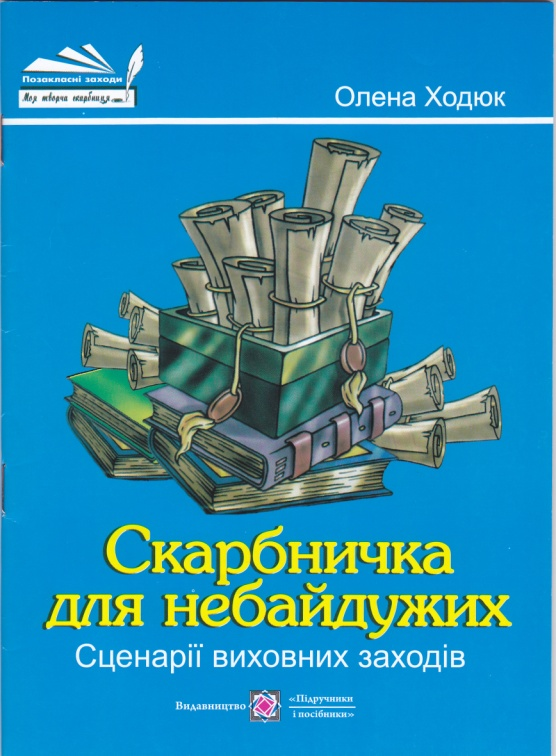 Позакласні заходи
Моя творча скарбниця
Олена Ходюк
Скарбничка
для небайдужих
Сценарії виховних заходів
Видавництво
«Підручники
і посібники»